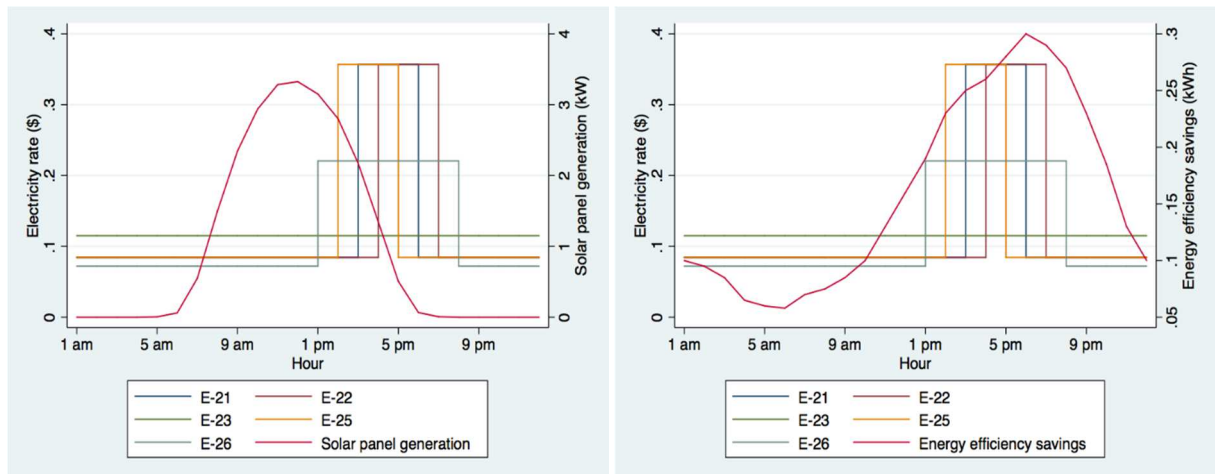 .4
.3
.2
.1
0
Electricity rate ($)
4
3
2
1
0
Solar panel generation (kW)
1 am 5 am 9 am 1 pm 5 pm 9 pm
Hour
E-21 E-22
E-23 E-25
E-26 Solar panel generation
.4
.3
.2
.1
0
Electricity rate ($)
.3
.25
.2
.15
.1
.05
Energy efficiency savings (kWh)
1 am 5 am 9 am 1 pm 5 pm 9 pm
Hour
E-21 E-22
E-23 E-25
E-26 Energy efficiency savings